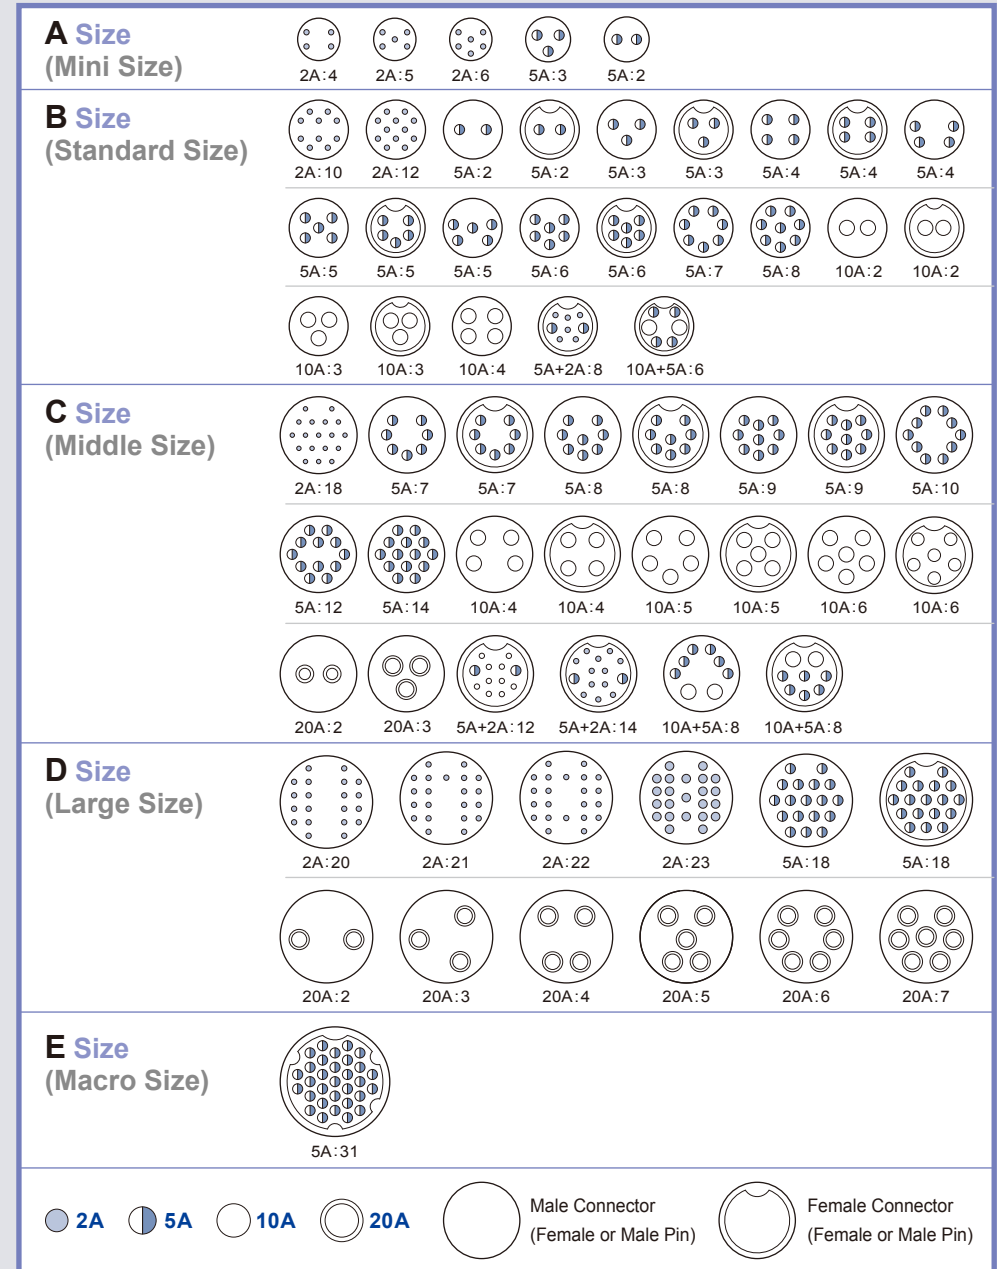 A Size
(Mini Size)
2A:4 2A:5 2A:6 5A:3 5A:2
B Size
(Standard Size)
2A:10 2A:12 5A:2 5A:2 5A:3 5A:3 5A:4 5A:4 5A:4
5A:5 5A:5 5A:5 5A:6 5A:6 5A:7 5A:8 10A:2 10A:2
10A:3 10A:3 10A:4 5A+2A:8 10A+5A:6
C Size
(Middle Size)
2A:18 5A:7 5A:7 5A:8 5A:8 5A:9 5A:9 5A:10
5A:12 5A:14 10A:4 10A:4 10A:5 10A:5 10A:6 10A:6
20A:2 20A:3 5A+2A:12 5A+2A:14 10A+5A:8 10A+5A:8
D Size
(Large Size)
2A:20 2A:21 2A:22 2A:23 5A:18 5A:18
20A:2 20A:3 20A:4 20A:5 20A:6 20A:7
E Size
(Macro Size)
5A:31
2A 5A 10A 20A
Male Connector
(Female or Male Pin)
Female Connector
(Female or Male Pin)